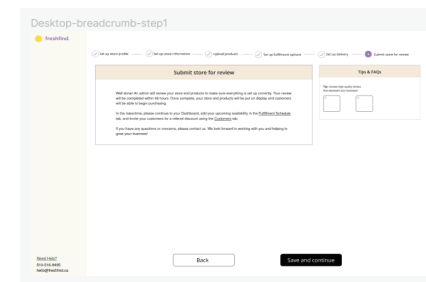 Desktop-breadcrumb-step1
freshfind.
Set up store profile
Set up store information
Upload products
Set up fulfillment options
Set up delivery
Submit store for review
Submit store for review
Tips & FAQs
Well done! An admin will review your store and products to make sure everything is set up correctly. Your review
will be completed within 48 hours. Once complete, your store and products will be put on display and customers
will be able to begin purchasing.
In the meantime, please continue to your Dashboard, add your upcoming availability in the Fulfillment Schedule
tab, and invite your customers for a referral discount using the Customers tab.
If you have any questions or concerns, please contact us. We look forward to working with you and helping to
grow your business!
Need Help?
510-516-9495
hello@freshfind.us
Back
Save and continue